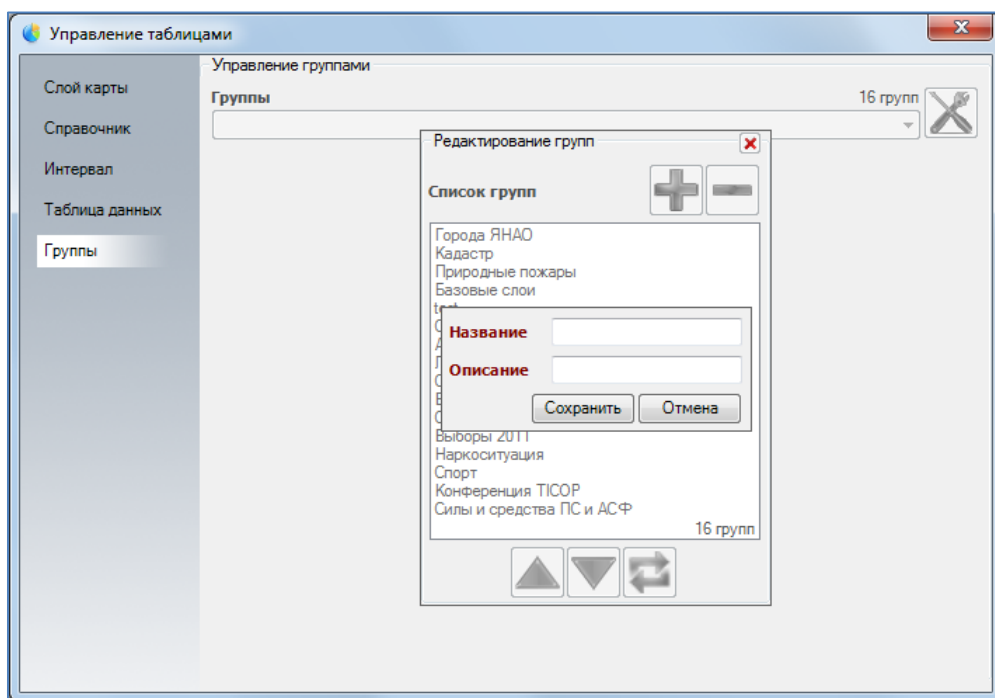 Управление таблицами
Слой карты
Справочник
Интервал
Таблица данных
Группы
Управление группами
Группы
16 групп
Редактирование групп
Список групп
Города ЯНАО
Кадастр
Природные пожары
Базовые слои
Название
Описание
Сохранить
Отмена
Выборы 2011
Наркоситуация
Спорт
Конференция TICOP
Силы и средства ПС и АСФ
16 групп